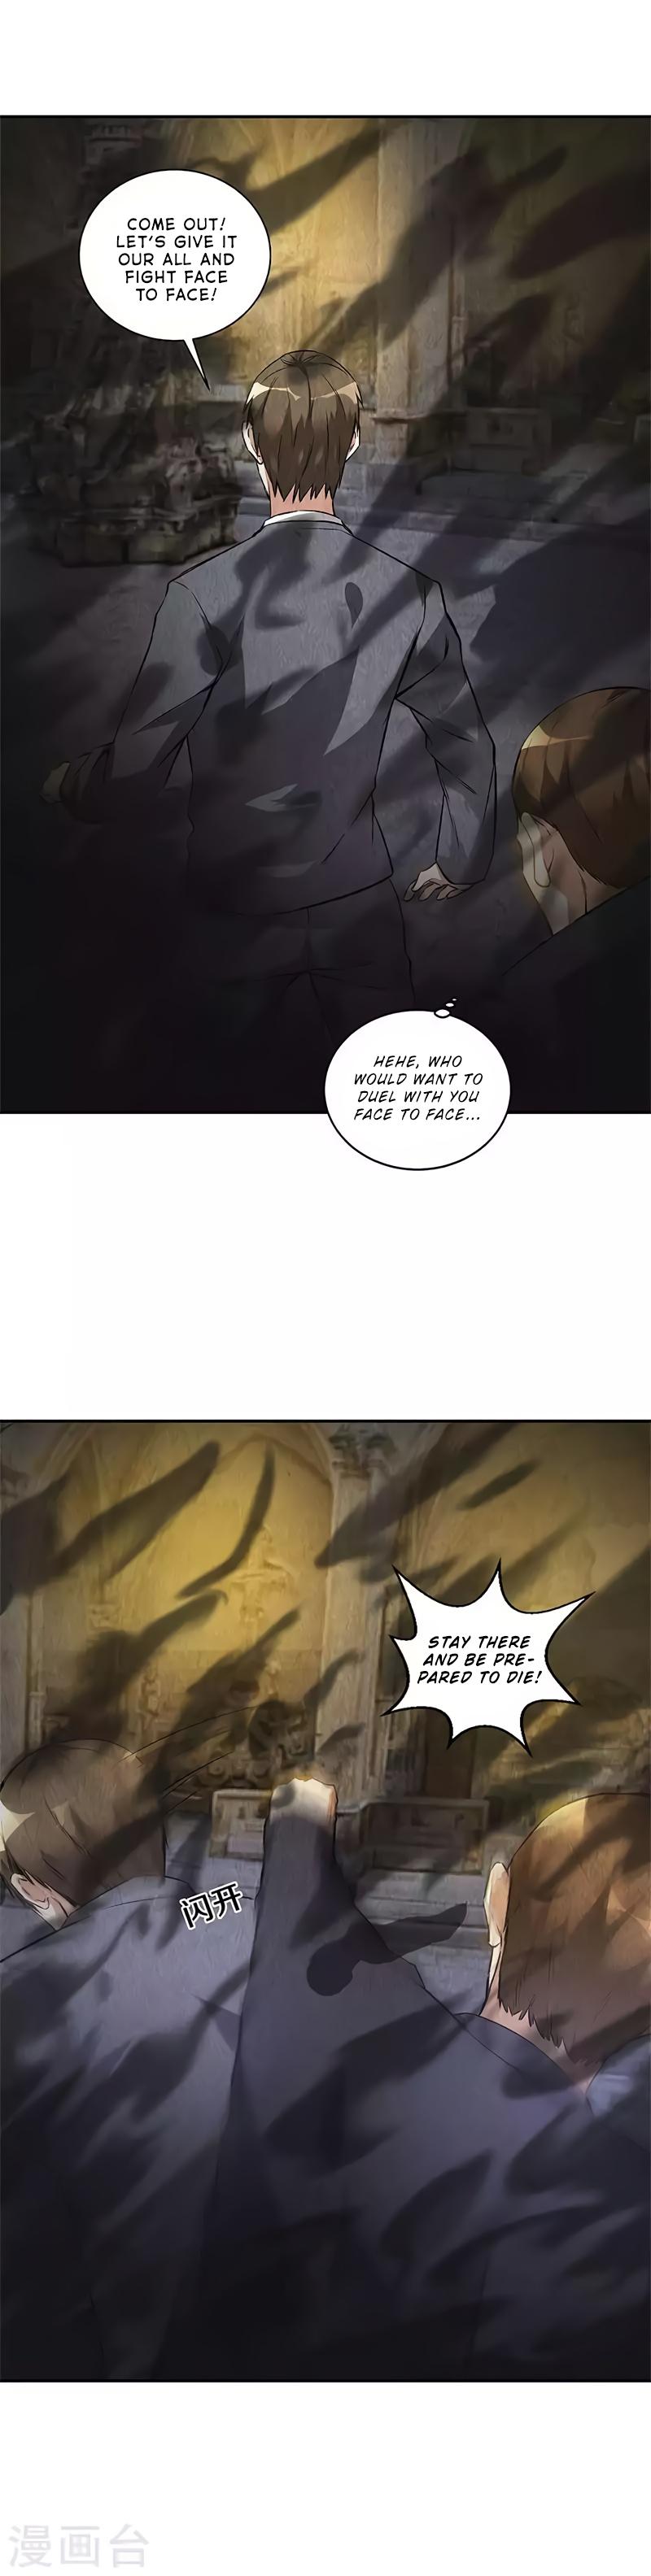 COME OUT!
LET'S GIVE IT
OUR ALL AND
FIGHT FACE
TO FACE!
HEHE, WHO
WOULD WANT TO
DUEL WITH YOU
FACE TO FACE...
STAY THERE
AND BE PRE-
PARED TO DIE!
闪开
漫画台